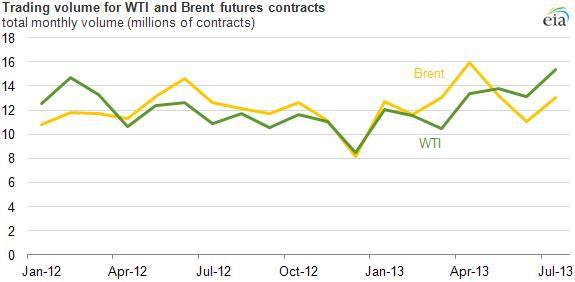 Trading volume for WTI and Brent futures contracts
total monthly volume (millions of contracts)
eia
18
16
14
12
10
8
6
4
2
0
Brent
WTI
Jan-12 Apr-12 Jul-12 Oct-12 Jan-13 Apr-13 Jul-13